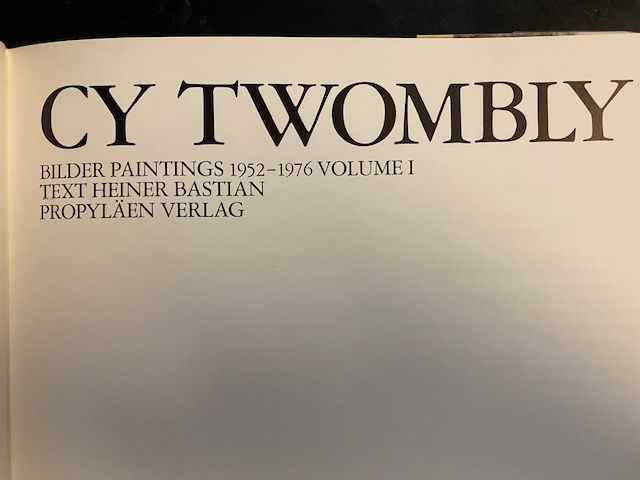 CY TWOMBLY
BILDER PAINTINGS 1952–1976 VOLUME I
TEXT HEINER BASTIAN
PROPYLÄEN VERLAG